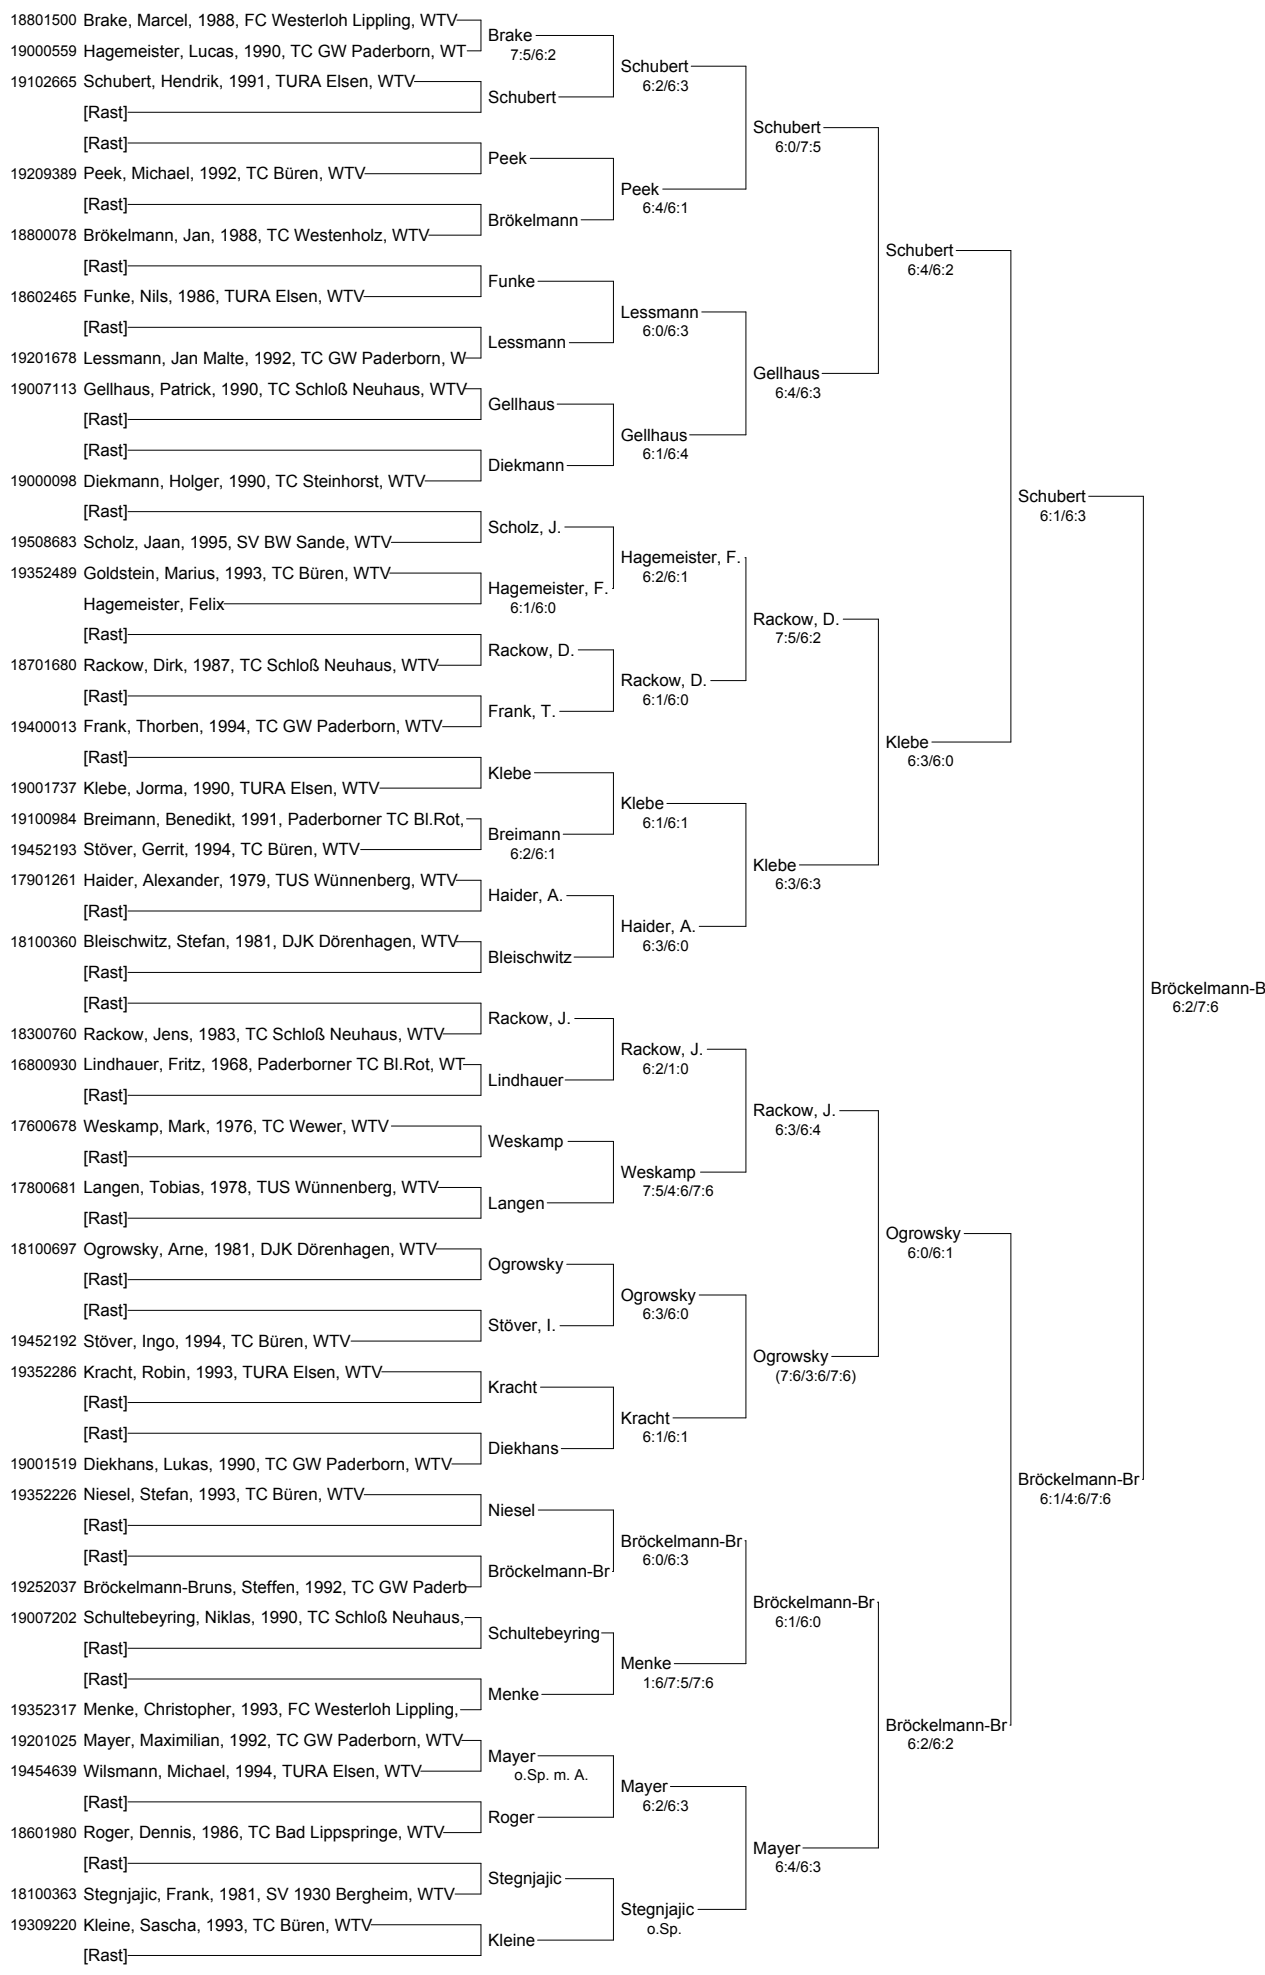 18801500 Brake, Marcel, 1988, FC Westerloh Lippling, WTV
Brake
19000559 Hagemeister, Lucas, 1990, TC GW Paderborn, WT
7:5/6:2
Schubert
19102665 Schubert, Hendrik, 1991, TURA Elsen, WTV
6:2/6:3
Schubert
[Rast]
Schubert
[Rast]
6:0/7:5
Peek
19209389 Peek, Michael, 1992, TC Büren, WTV
Peek
[Rast]
6:4/6:1
Brökelmann
18800078 Brökelmann, Jan, 1988, TC Westenholz, WTV
Schubert
[Rast]
6:4/6:2
Funke
18602465 Funke, Nils, 1986, TURA Elsen, WTV
Lessmann
[Rast]
6:0/6:3
Lessmann
19201678 Lessmann, Jan Malte, 1992, TC GW Paderborn, W
Gellhaus
19007113 Gellhaus, Patrick, 1990, TC Schloß Neuhaus, WTV
6:4/6:3
Gellhaus
[Rast]
Gellhaus
[Rast]
6:1/6:4
Diekmann
19000098 Diekmann, Holger, 1990, TC Steinhorst, WTV
Schubert
[Rast]
6:1/6:3
Scholz, J.
19508683 Scholz, Jaan, 1995, SV BW Sande, WTV
Hagemeister, F.
19352489 Goldstein, Marius, 1993, TC Büren, WTV
6:2/6:1
Hagemeister, F.
Hagemeister, Felix
6:1/6:0
Rackow, D.
[Rast]
7:5/6:2
Rackow, D.
18701680 Rackow, Dirk, 1987, TC Schloß Neuhaus, WTV
Rackow, D.
[Rast]
6:1/6:0
Frank, T.
19400013 Frank, Thorben, 1994, TC GW Paderborn, WTV
Klebe
[Rast]
6:3/6:0
Klebe
19001737 Klebe, Jorma, 1990, TURA Elsen, WTV
Klebe
19100984 Breimann, Benedikt, 1991, Paderborner TC Bl.Rot,
6:1/6:1
Breimann
19452193 Stöver, Gerrit, 1994, TC Büren, WTV
6:2/6:1
Klebe
17901261 Haider, Alexander, 1979, TUS Wünnenberg, WTV
6:3/6:3
Haider, A.
[Rast]
Haider, A.
18100360 Bleischwitz, Stefan, 1981, DJK Dörenhagen, WTV
6:3/6:0
Bleischwitz
[Rast]
Bröckelmann-B
[Rast]
6:2/7:6
Rackow, J.
18300760 Rackow, Jens, 1983, TC Schloß Neuhaus, WTV
Rackow, J.
16800930 Lindhauer, Fritz, 1968, Paderborner TC Bl.Rot, WT
6:2/1:0
Lindhauer
[Rast]
Rackow, J.
17600678 Weskamp, Mark, 1976, TC Wewer, WTV
6:3/6:4
Weskamp
[Rast]
Weskamp
17800681 Langen, Tobias, 1978, TUS Wünnenberg, WTV
7:5/4:6/7:6
Langen
[Rast]
Ogrowsky
18100697 Ogrowsky, Arne, 1981, DJK Dörenhagen, WTV
6:0/6:1
Ogrowsky
[Rast]
Ogrowsky
[Rast]
6:3/6:0
Stöver, I.
19452192 Stöver, Ingo, 1994, TC Büren, WTV
Ogrowsky
19352286 Kracht, Robin, 1993, TURA Elsen, WTV
(7:6/3:6/7:6)
Kracht
[Rast]
Kracht
[Rast]
6:1/6:1
Diekhans
19001519 Diekhans, Lukas, 1990, TC GW Paderborn, WTV
Bröckelmann-Br
19352226 Niesel, Stefan, 1993, TC Büren, WTV
6:1/4:6/7:6
Niesel
[Rast]
Bröckelmann-Br
[Rast]
6:0/6:3
Bröckelmann-Br
19252037 Bröckelmann-Bruns, Steffen, 1992, TC GW Paderb
Bröckelmann-Br
19007202 Schultebeyring, Niklas, 1990, TC Schloß Neuhaus,
6:1/6:0
Schultebeyring
[Rast]
Menke
[Rast]
1:6/7:5/7:6
Menke
19352317 Menke, Christopher, 1993, FC Westerloh Lippling,
Bröckelmann-Br
19201025 Mayer, Maximilian, 1992, TC GW Paderborn, WTV
6:2/6:2
Mayer
19454639 Wilsmann, Michael, 1994, TURA Elsen, WTV
o.Sp. m. A.
Mayer
[Rast]
6:2/6:3
Roger
18601980 Roger, Dennis, 1986, TC Bad Lippspringe, WTV
Mayer
[Rast]
6:4/6:3
Stegnjajic
18100363 Stegnjajic, Frank, 1981, SV 1930 Bergheim, WTV
Stegnjajic
19309220 Kleine, Sascha, 1993, TC Büren, WTV
o.Sp.
Kleine
[Rast]